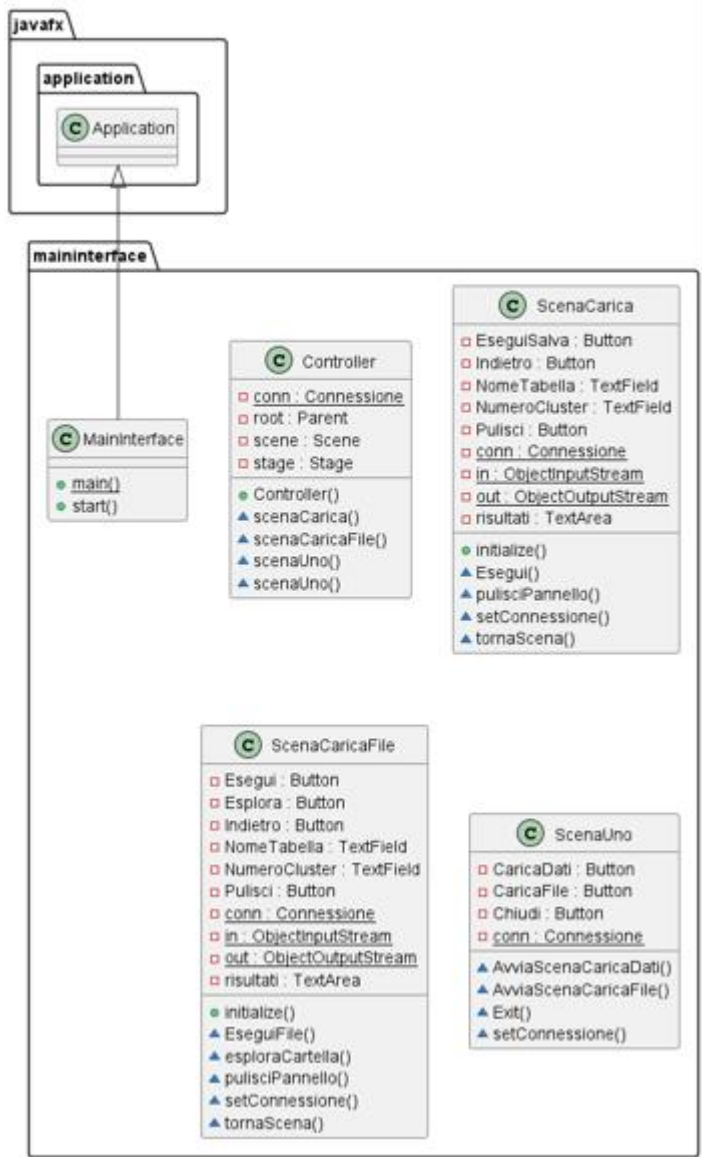 javafx
application
C Application
maininterface
C MainInterface
main()
start()
C Controller
conn : Connessione
root : Parent
scene : Scene
stage : Stage
Controller()
scenaCarica()
scenaCaricaFile()
scenaUno()
scenaUno()
C ScenaCarica
EseguiSalva : Button
Indietro : Button
NomeTabella : TextField
NumeroCluster : TextField
Pulisci : Button
conn : Connessione
in : ObjectInputStream
out : ObjectOutputStream
risultati : TextArea
initialize()
Esegui()
pulisciPannello()
setConnessione()
tornaScena()
C ScenaCaricaFile
Esegui : Button
Esplora : Button
Indietro : Button
NomeTabella : TextField
NumeroCluster : TextField
Pulisci : Button
conn : Connessione
in : ObjectInputStream
out : ObjectOutputStream
risultati : TextArea
initialize()
EseguiFile()
esploraCartella()
pulisciPannello()
setConnessione()
tornaScena()
C ScenaUno
CaricaDati : Button
CaricaFile : Button
Chiudi : Button
conn : Connessione
AvviaScenaCaricaDati()
AvviaScenaCaricaFile()
Exit()
setConnessione()